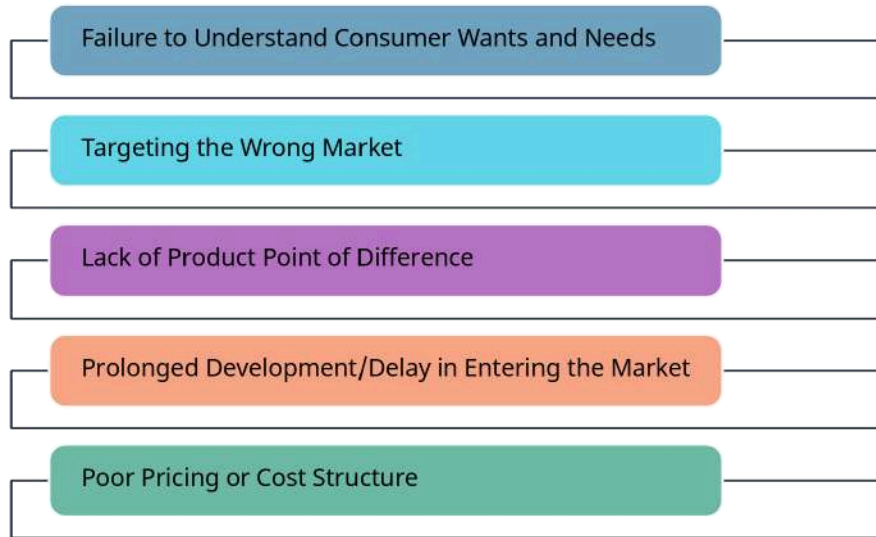 Failure to Understand Consumer Wants and Needs
Targeting the Wrong Market
Lack of Product Point of Difference
Prolonged Development/Delay in Entering the Market
Poor Pricing or Cost Structure